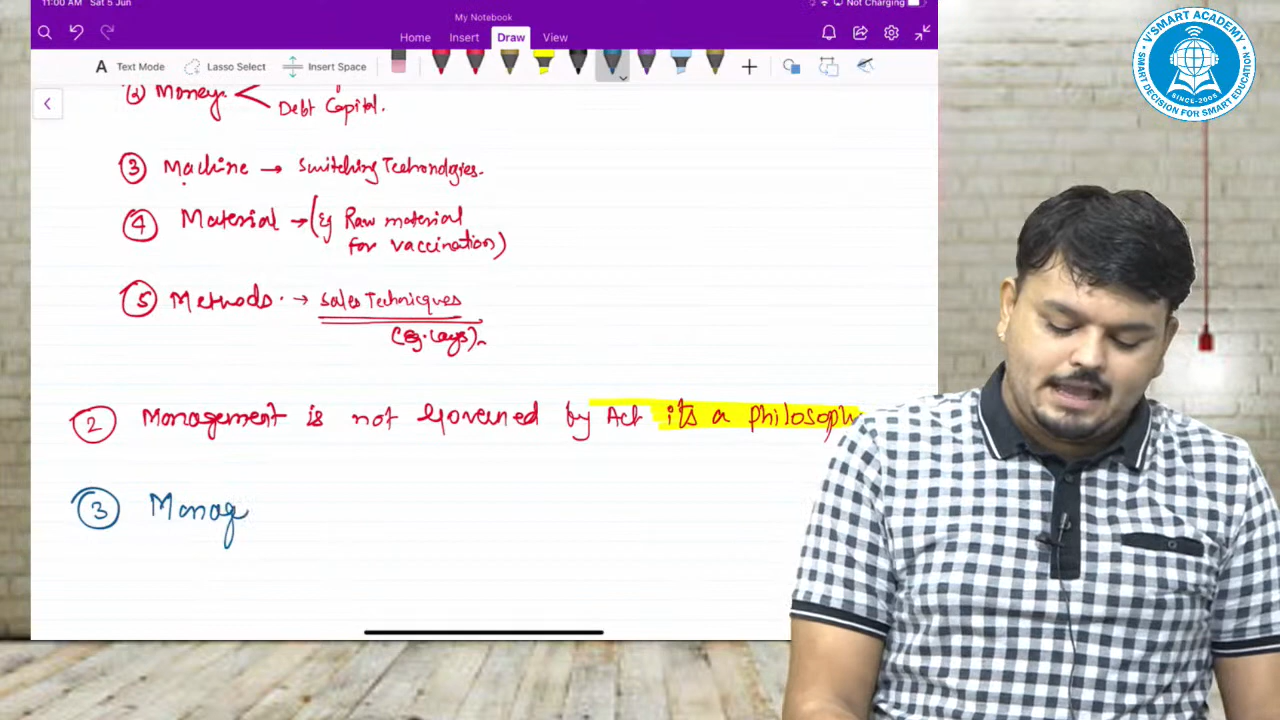 11:00 AM Sat 5 Jun
Not Charging
My Notebook
Home Insert Draw View
Text Mode Lasso Select Insert Space
② Money
Debt Capital.
③ Machine → Switching
④ Material → (Eg Raw material
for vaccination)
⑤ Methods → Sales
(Eg. Lays)
② Management is not Governed by Act its a Philosoph
③ Manag
V'SMART ACADEMY
SINCE-2006
SMART DECISION FOR SMART EDUCATION